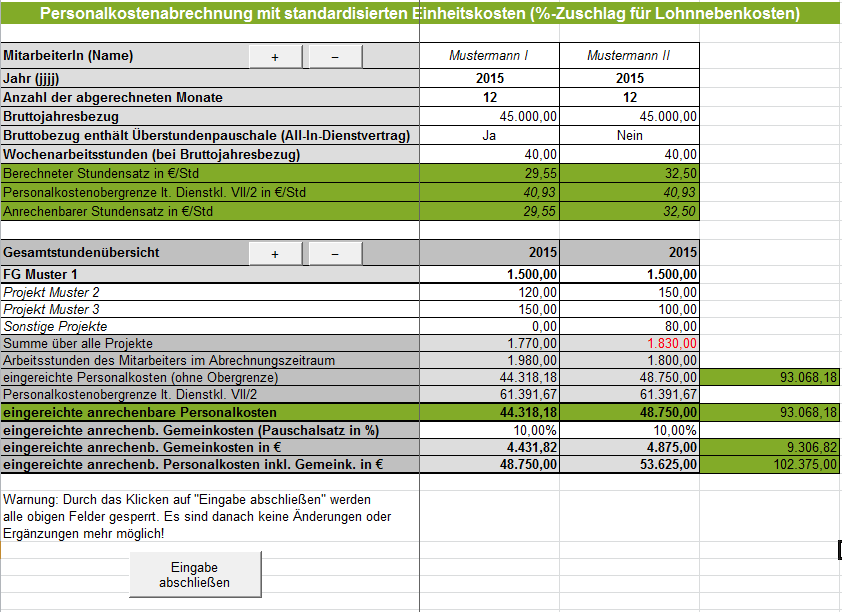 Personalkostenabrechnung mit standardisierten Einheitskosten (%-Zuschlag für Lohnnebenkosten)
MitarbeiterIn (Name) + – Mustermann I Mustermann II
Jahr (jjjj) 2015 2015
Anzahl der abgerechneten Monate 12 12
Bruttojahresbezug 45.000,00 45.000,00
Bruttobezug enthält Überstundenpauschale (All-In-Dienstvertrag) Ja Nein
Wochenarbeitsstunden (bei Bruttojahresbezug) 40,00 40,00
Berechneter Stundensatz in €/Std 29,55 32,50
Personalkostenobergrenze lt. Dienstkl. VII/2 in €/Std 40,93 40,93
Anrechenbarer Stundensatz in €/Std 29,55 32,50
Gesamtstundenübersicht + – 2015 2015
FG Muster 1 1.500,00 1.500,00
Projekt Muster 2 120,00 150,00
Projekt Muster 3 150,00 100,00
Sonstige Projekte 0,00 80,00
Summe über alle Projekte 1.770,00 1.830,00
Arbeitsstunden des Mitarbeiters im Abrechnungszeitraum 1.980,00 1.800,00
eingereichte Personalkosten (ohne Obergrenze) 44.318,18 48.750,00 93.068,18
Personalkostenobergrenze lt. Dienstkl. VII/2 61.391,67 61.391,67
eingereichte anrechenbare Personalkosten 44.318,18 48.750,00 93.068,18
eingereichte anrechenb. Gemeinkosten (Pauschalsatz in %) 10,00% 10,00%
eingereichte anrechenb. Gemeinkosten in € 4.431,82 4.875,00 9.306,82
eingereichte anrechenb. Personalkosten inkl. Gemeink. in € 48.750,00 53.625,00 102.375,00
Warnung: Durch das Klicken auf "Eingabe abschließen" werden
alle obigen Felder gesperrt. Es sind danach keine Änderungen oder
Ergänzungen mehr möglich!
Eingabe
abschließen